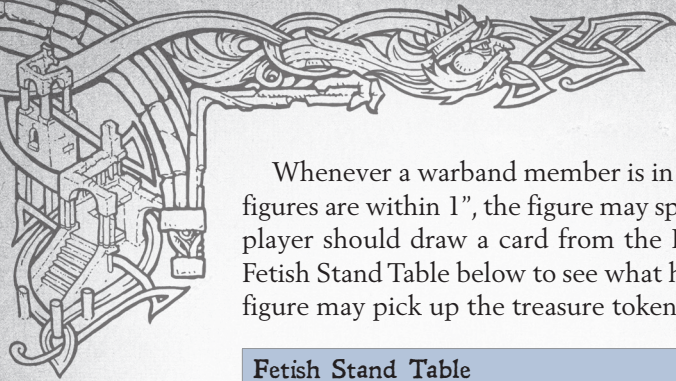 Whenever a warband member is in
figures are within 1”, the figure may sp
player should draw a card from the
Fetish Stand Table below to see what h
figure may pick up the treasure token
Fetish Stand Table